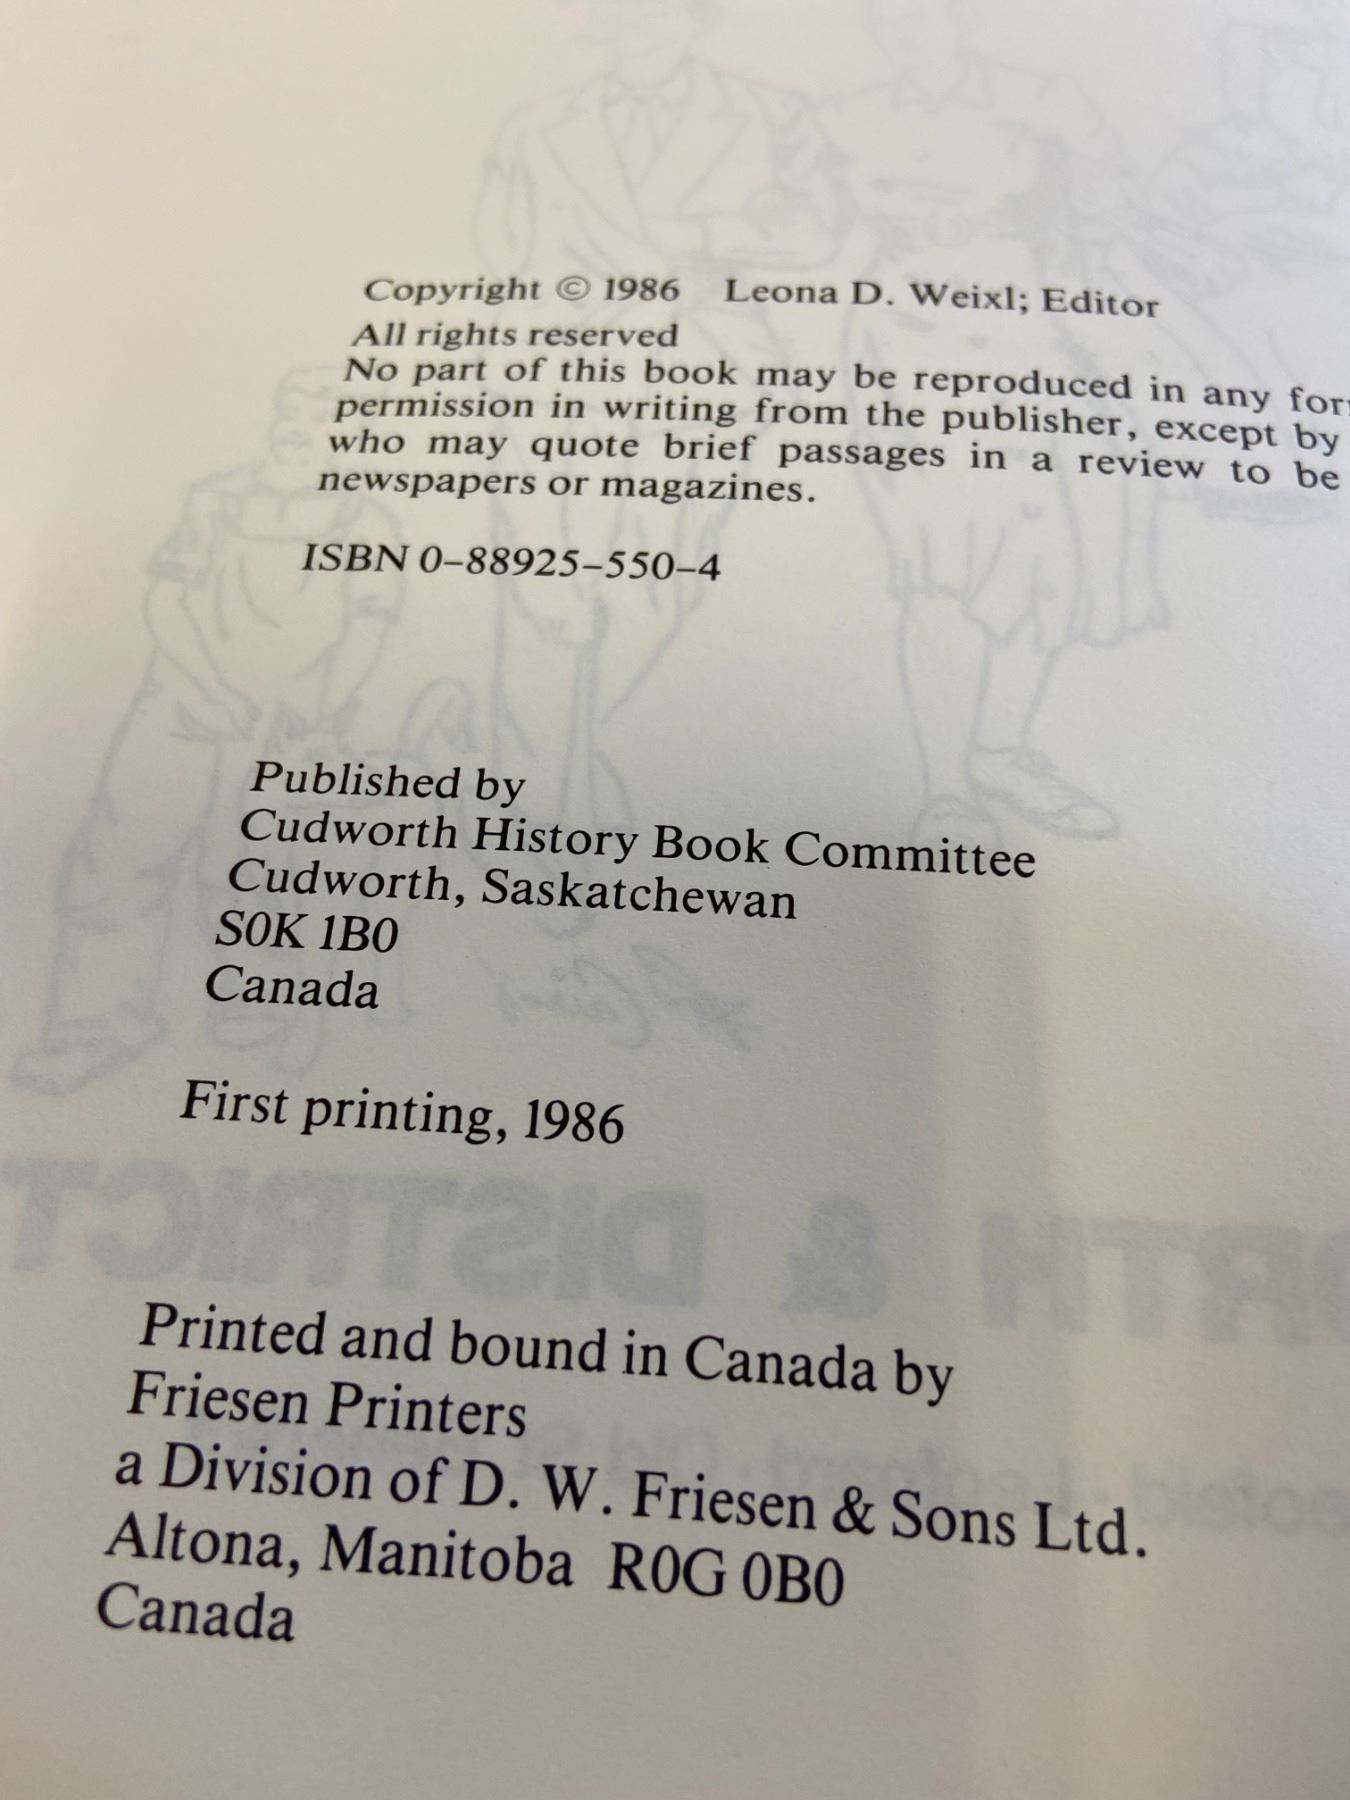 Copyright © 1986 Leona D. Weixl; Editor
All rights reserved
No part of this book may be reproduced in any for
permission in writing from the publisher, except by
who may quote brief passages in a review to be
newspapers or magazines.
ISBN 0-88925-550-4
Published by
Cudworth History Book Committee
Cudworth, Saskatchewan
S0K 1B0
Canada
First printing, 1986
RTH & DISTRICT
Printed and bound in Canada by
Friesen Printers
a Division of D. W. Friesen & Sons Ltd.
Altona, Manitoba R0G 0B0
Canada